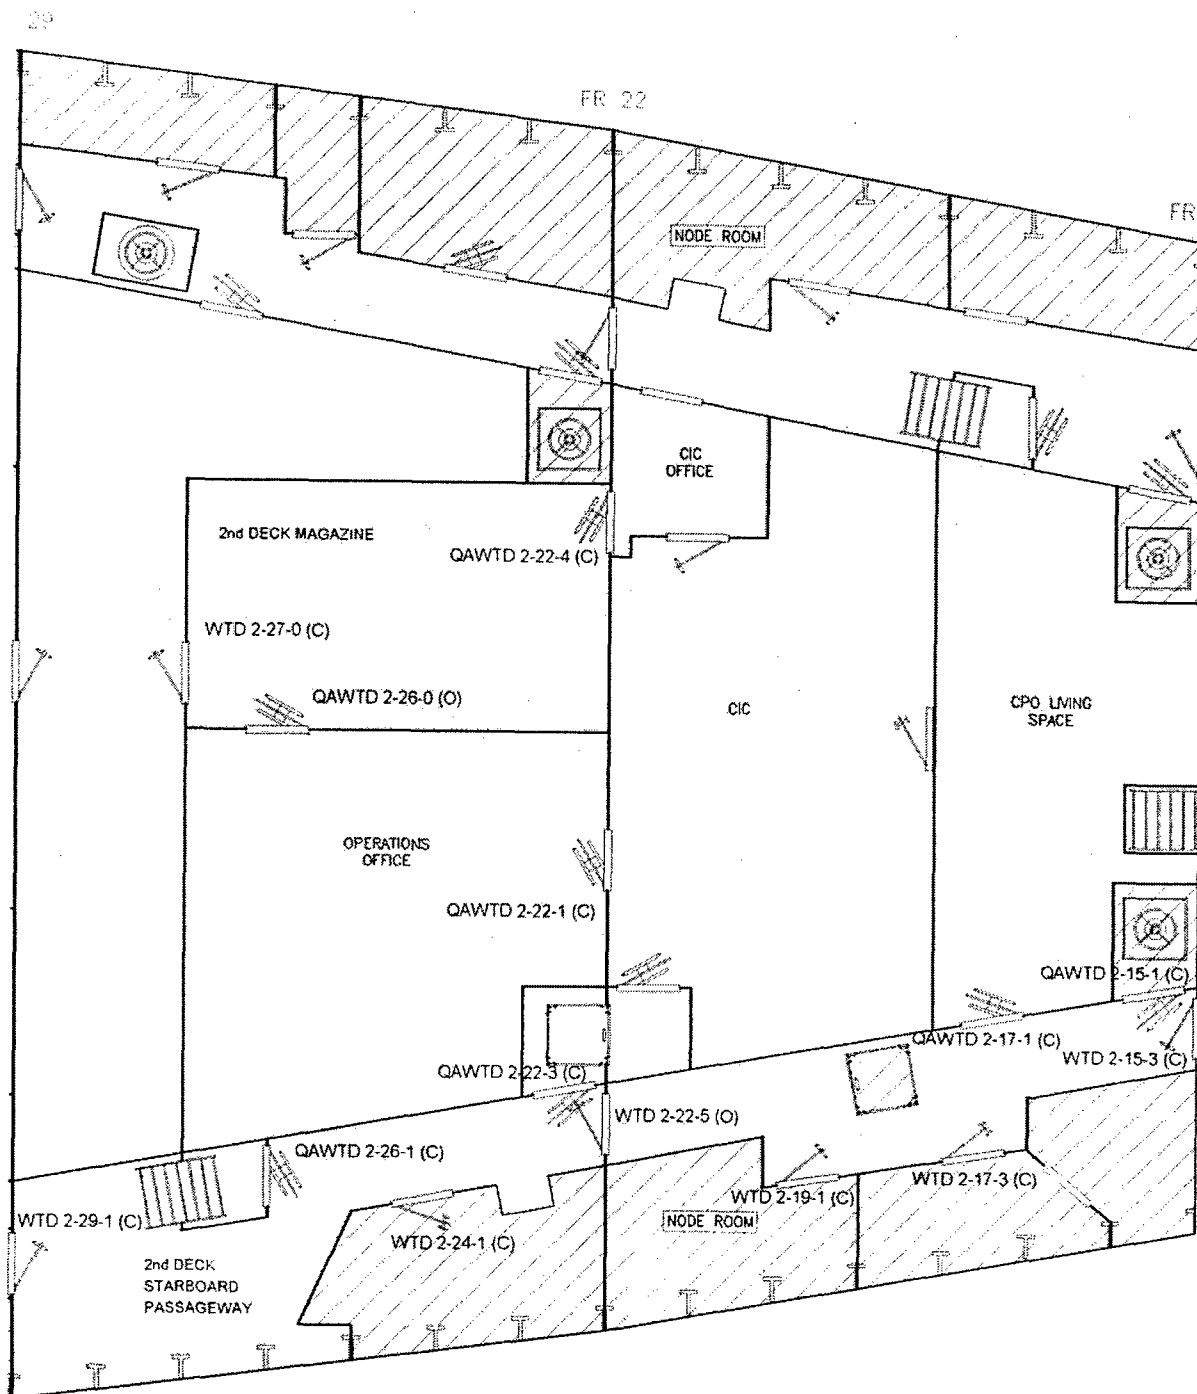 29
FR 22
FR
NODE ROOM
CIC
OFFICE
2nd DECK MAGAZINE
QAWTD 2-22-4 (C)
WTD 2-27-0 (C)
QAWTD 2-26-0 (O)
CIC
CPO LIVING
SPACE
OPERATIONS
OFFICE
QAWTD 2-22-1 (C)
QAWTD 2-15-1 (C)
QAWTD 2-17-1 (C)
WTD 2-15-3 (C)
QAWTD 2-22-3 (C)
WTD 2-22-5 (O)
QAWTD 2-26-1 (C)
WTD 2-17-3 (C)
WTD 2-19-1 (C)
WTD 2-29-1 (C)
NODE ROOM
WTD 2-24-1 (C)
2nd DECK
STARBOARD
PASSAGEWAY